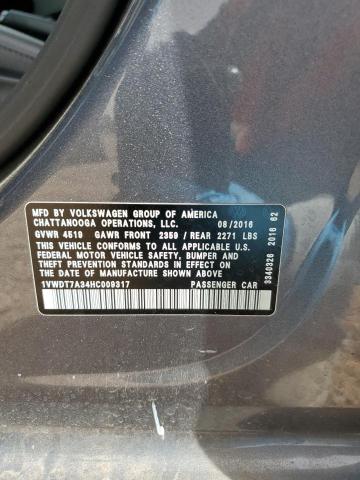 MFD BY VOLKSWAGEN GROUP OF AMERICA
CHATTANOOGA OPERATIONS, LLC. 08/2016
GVWR 4519 GAWR FRONT 2359 / REAR 2271 LBS
THIS VEHICLE CONFORMS TO ALL APPLICABLE U.S.
FEDERAL MOTOR VEHICLE SAFETY, BUMPER AND
THEFT PREVENTION STANDARDS IN EFFECT ON THE
DATE OF MANUFACTURE SHOWN ABOVE.
1VWDT7A34HC009317 PASSENGER CAR
3340326 2016 62